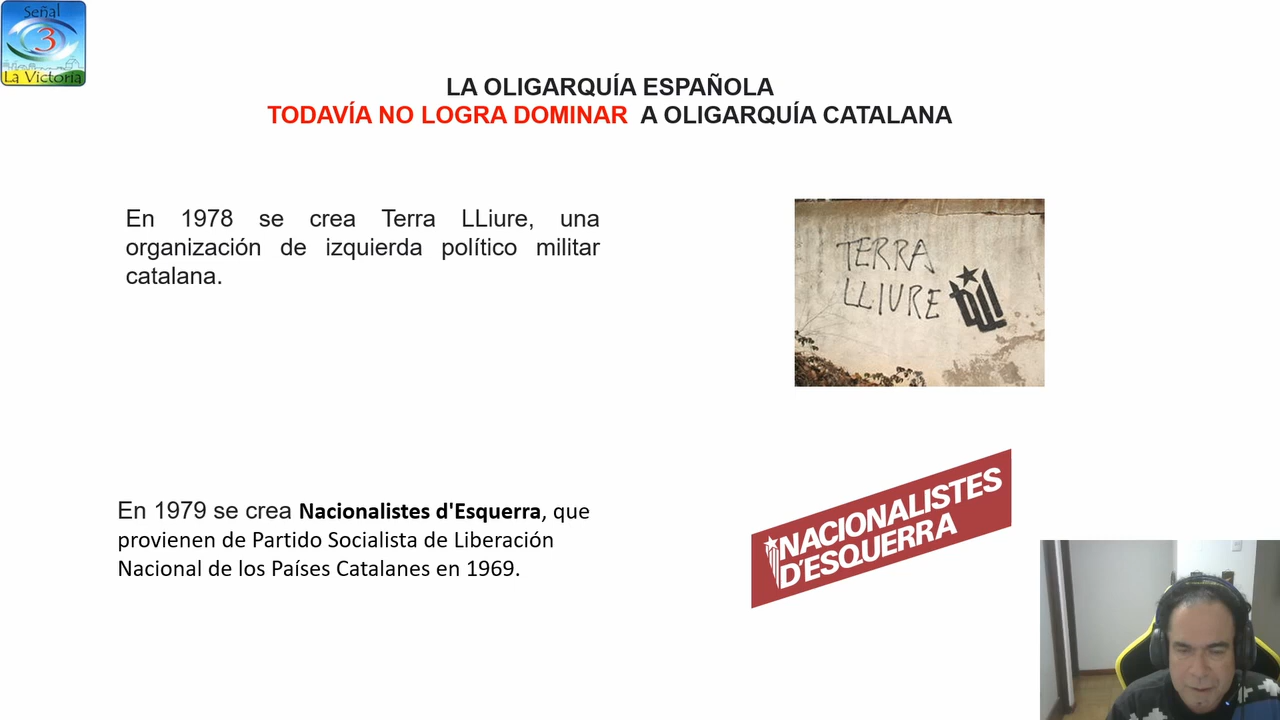 Señal
3
La Victoria
LA OLIGARQUÍA ESPAÑOLA
TODAVÍA NO LOGRA DOMINAR A OLIGARQUÍA CATALANA
En 1978 se crea Terra LLiure, una
organización de izquierda político militar
catalana.
TERRA
LLIURE
En 1979 se crea Nacionalistes d'Esquerra, que
provienen de Partido Socialista de Liberación
Nacional de los Países Catalanes en 1969.
NACIONALISTES
D'ESQUERRA